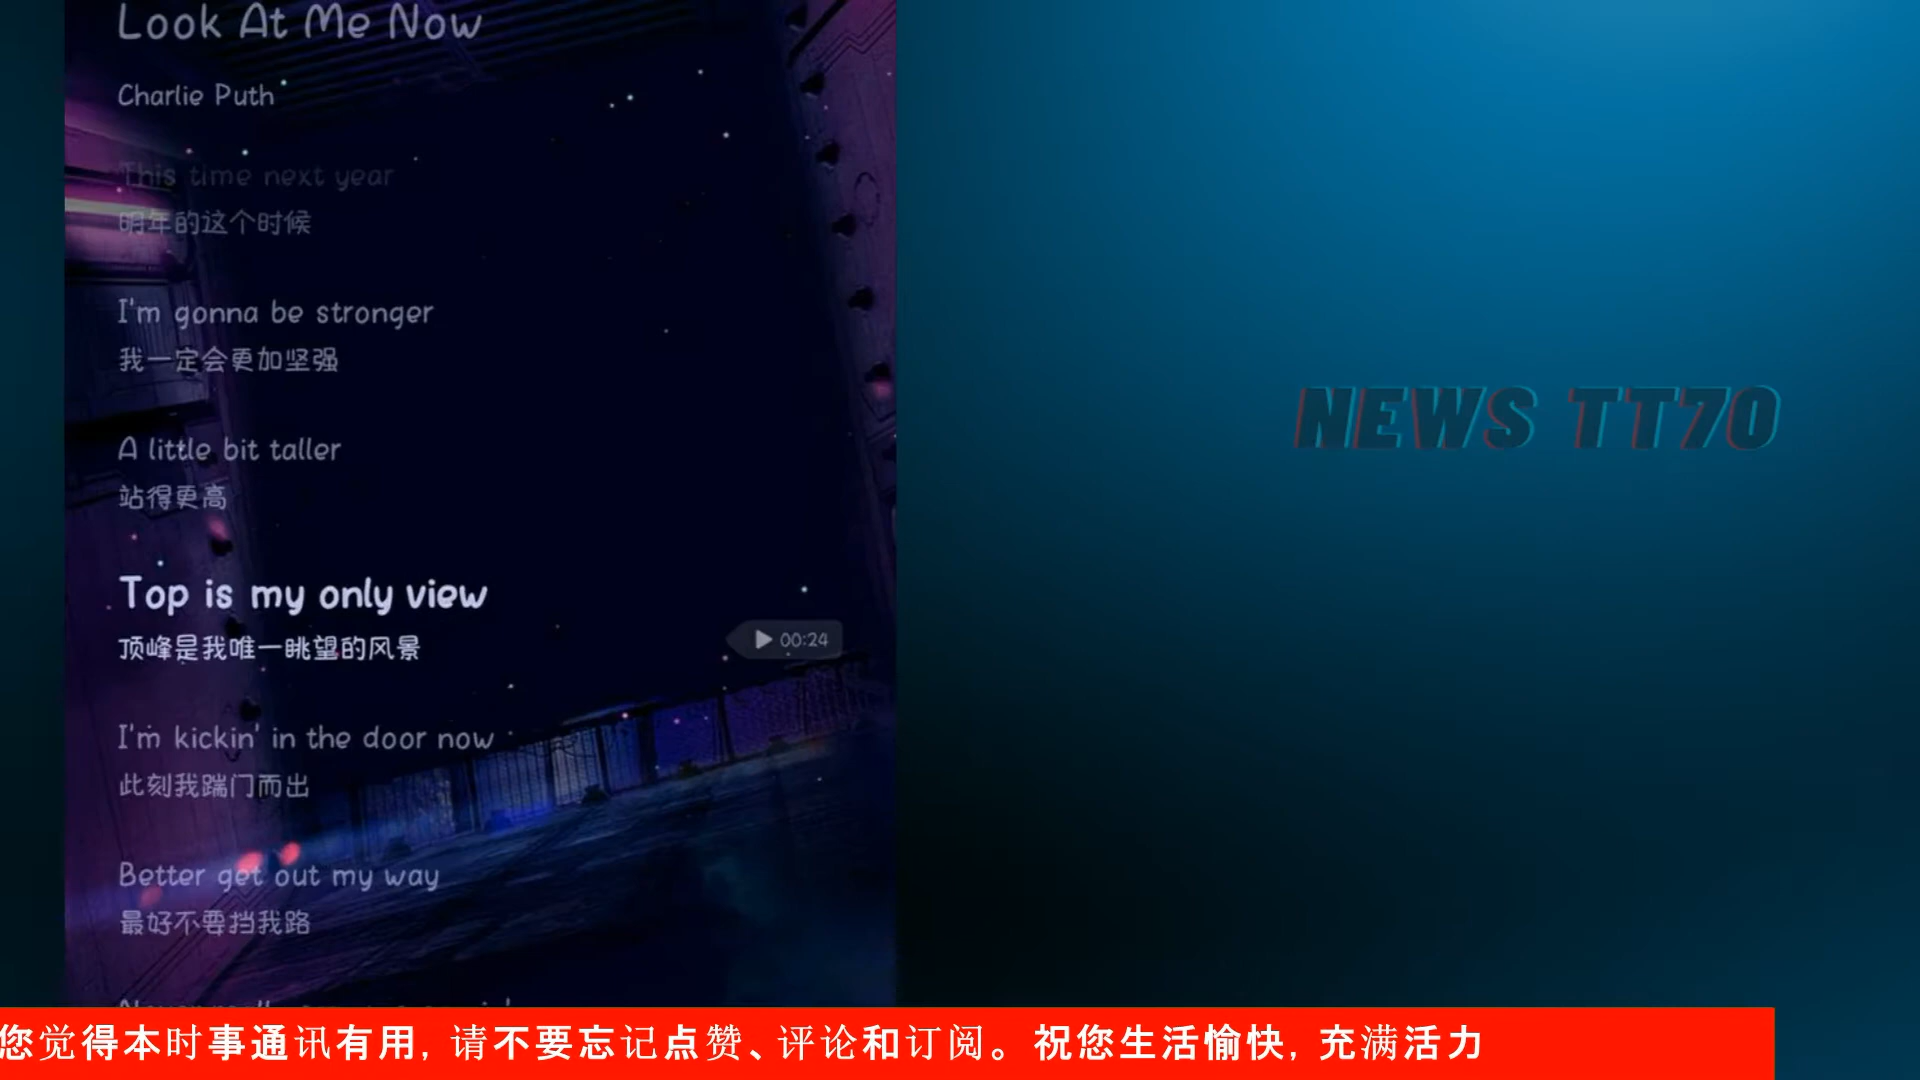 Look At Me Now
Charlie Puth
This time next year
明年的这个时候
I'm gonna be stronger
我一定会更加坚强
A little bit taller
站得更高
Top is my only view
顶峰是我唯一眺望的风景
00:24
I'm kickin' in the door now
此刻我踹门而出
Better get out my way
最好不要挡我路
NEWS TT70
您觉得本时事通讯有用, 请不要忘记点赞、评论和订阅。祝您生活愉快, 充满活力